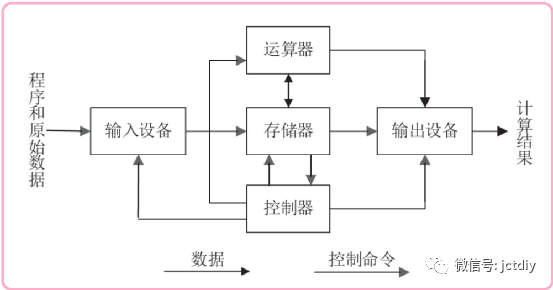 运算器
程序和原始数据
输入设备
存储器
输出设备
计算结果
控制器
数据
控制命令
微信号: jctdiy